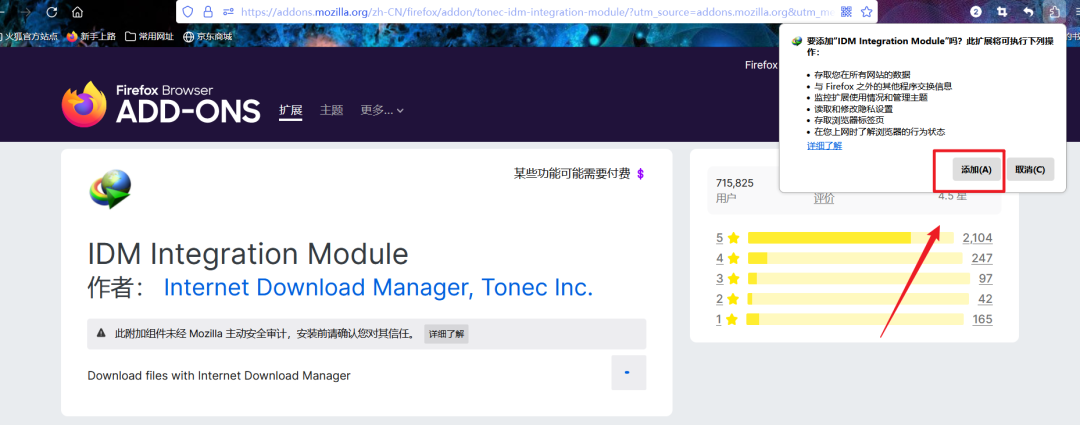 https://addons.mozilla.org/zh-CN/firefox/addon/tonec-idm-integration-module/?utm_source=addons.mozilla.org&utm_m
2
火狐官方站点 新手上路 常用网址 京东商城
的书
要添加"IDM Integration Module"吗?此扩展将可执行下列操
作:
存取您在所有网站的数据
与 Firefox 之外的其他程序交换信息
监控扩展使用情况和管理主题
读取和修改隐私设置
存取浏览器标签页
在您上网时了解浏览器的行为状态
详细了解
添加(A) 取消(C)
Firefox
Firefox Browser
ADD-ONS
扩展 主题 更多...
某些功能可能需要付费 $
IDM Integration Module
作者: Internet Download Manager, Tonec Inc.
此附加组件未经 Mozilla 主动安全审计,安装前请确认您对其信任。 详细了解
Download files with Internet Download Manager
715,825
用户 评价 4.5 星
5 2,104
4 247
3 97
2 42
1 165